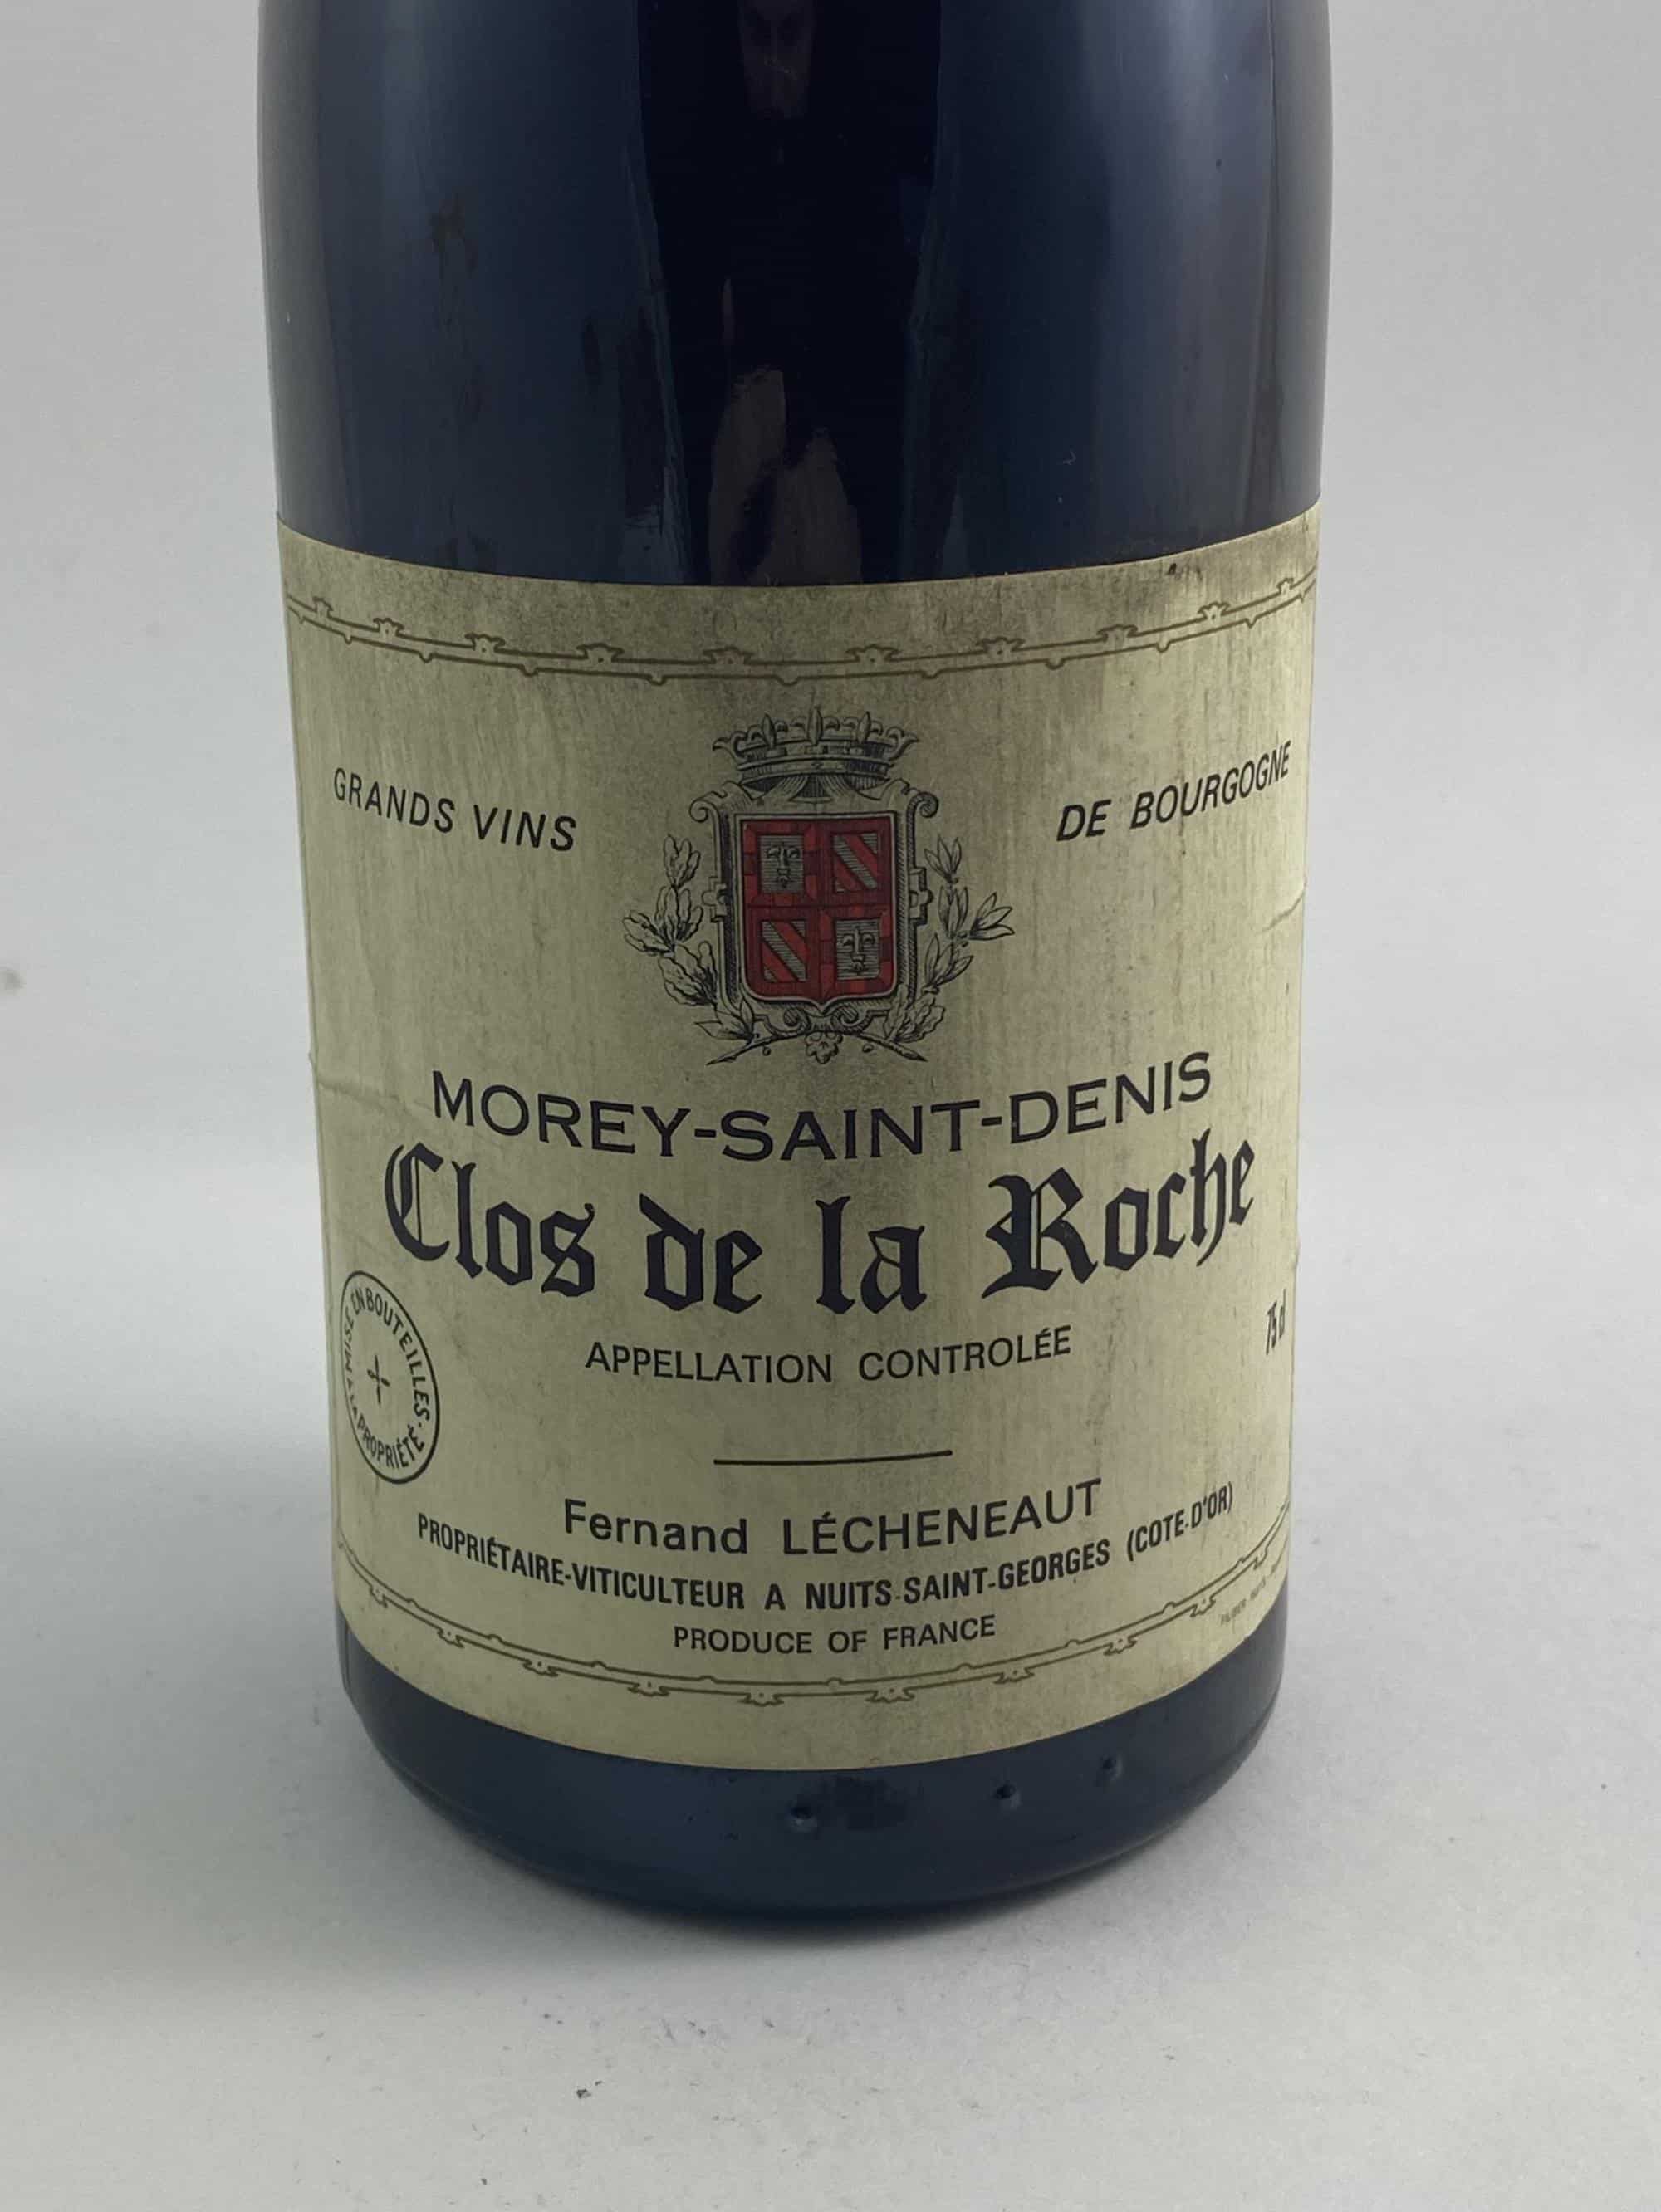 GRANDS VINS DE BOURGOGNE
MOREY-SAINT-DENIS
Clos de la Roche
MISE EN BOUTEILLES
A LA PROPRIÉTÉ
75 cl
APPELLATION CONTROLÉE
Fernand LÉCHENEAUT
PROPRIÉTAIRE-VITICULTEUR A NUITS-SAINT-GEORGES (COTE-D'OR)
PRODUCE OF FRANCE